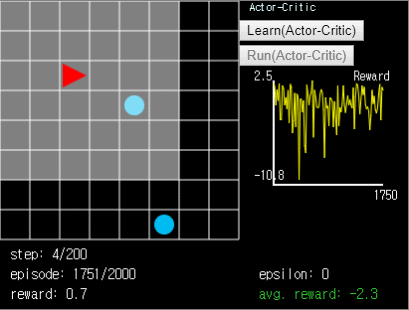 Actor-Critic
Learn(Actor-Critic)
Run(Actor-Critic)
2.5 Reward
-10.8
1750
step: 4/200
episode: 1751/2000 epsilon: 0
reward: 0.7 avg. reward: -2.3